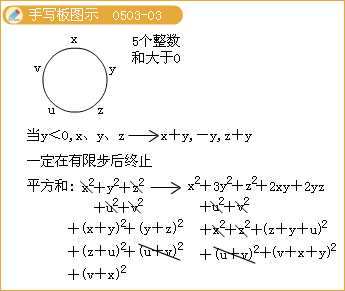 手写板图示 0503-03
x
v
y
u
z
5个整数
和大于0
当y<0,x、y、z→x+y,-y,z+y
一定在有限步后终止
平方和: x²+y²+z² → x²+3y²+z²+2xy+2yz
+u²+v² +u²+v²
+(x+y)²+(y+z)² +x²+z²+(z+y+u)²
+(z+u)²+(u+v)² +(u+v)²+(v+x+y)²
+(v+x)²